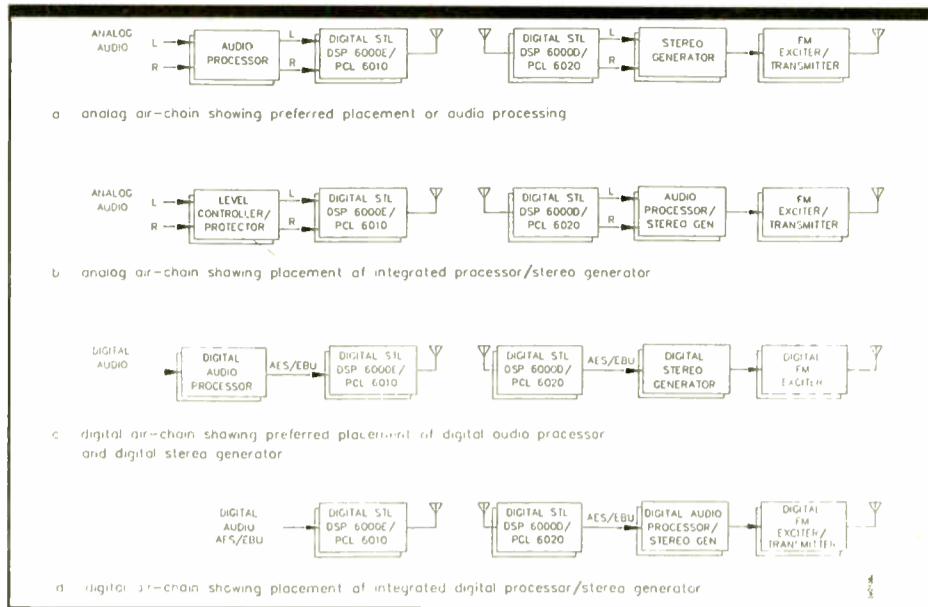 ANALOG
AUDIO
L
R
AUDIO
PROCESSOR
L
R
DIGITAL STL
DSP 6000E/
PCL 6010
DIGITAL STL
DSP 6000D/
PCL 6020
L
R
STEREO
GENERATOR
FM
EXCITER/
TRANSMITTER
a analog air-chain showing preferred placement or audio processing
ANALOG
AUDIO
L
R
LEVEL
CONTROLLER/
PROTECTOR
L
R
DIGITAL STL
DSP 6000E/
PCL 6010
DIGITAL STL
DSP 6000D/
PCL 6020
L
R
AUDIO
PROCESSOR/
STEREO GEN
FM
EXCITER/
TRANSMITTER
b analog air-chain showing placement of integrated processor/stereo generator
DIGITAL
AUDIO
DIGITAL
AUDIO
PROCESSOR
AES/EBU
DIGITAL STL
DSP 6000E/
PCL 6010
DIGITAL STL
DSP 6000D/
PCL 6020
AES/EBU
DIGITAL
STEREO
GENERATOR
DIGITAL
FM
EXCITER
c digital air-chain showing preferred placement of digital audio processor
and digital stereo generator
DIGITAL
AUDIO
AES/EBU
DIGITAL STL
DSP 6000E/
PCL 6010
DIGITAL STL
DSP 6000D/
PCL 6020
AES/EBU
DIGITAL AUDIO
PROCESSOR/
STEREO GEN
DIGITAL
FM
EXCITER/
TRANSMITTER
d digital air-chain showing placement of integrated digital processor/stereo generator